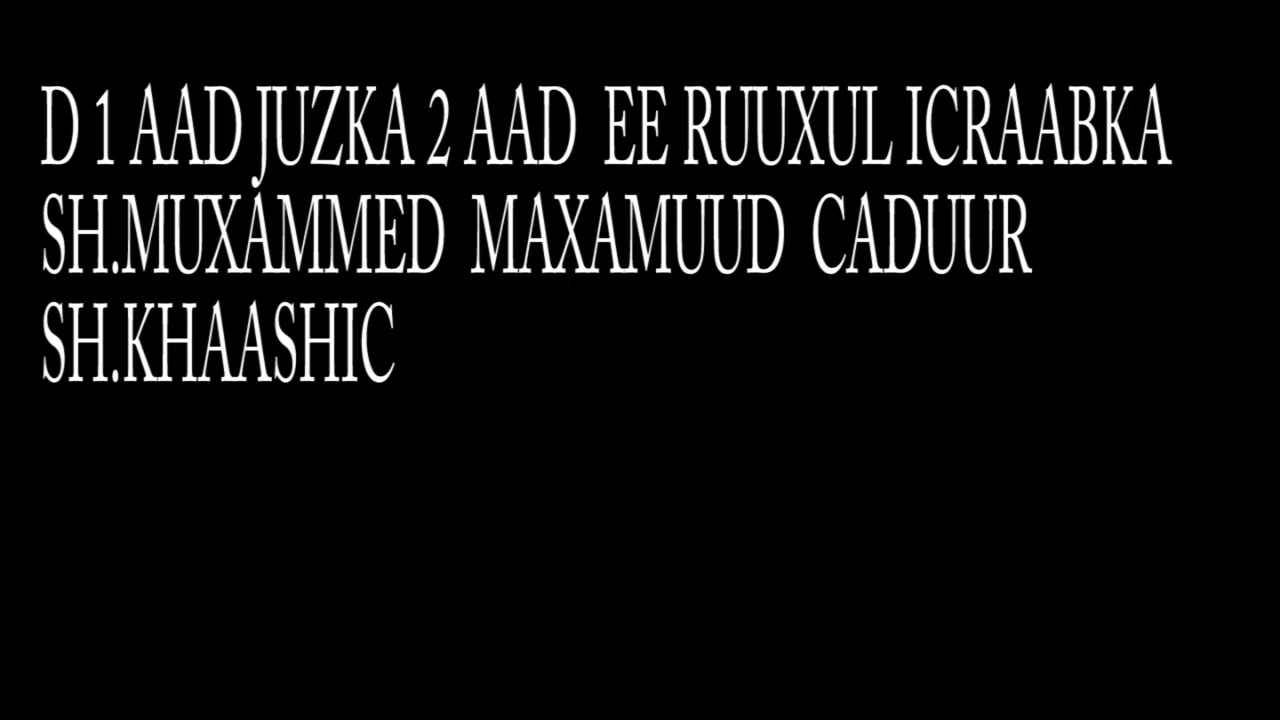 D 1 AAD JUZKA 2 AAD EE RUUXUL ICRAABKA
SH.MUXAMMED MAXAMUUD CADUUR
SH.KHAASHIC